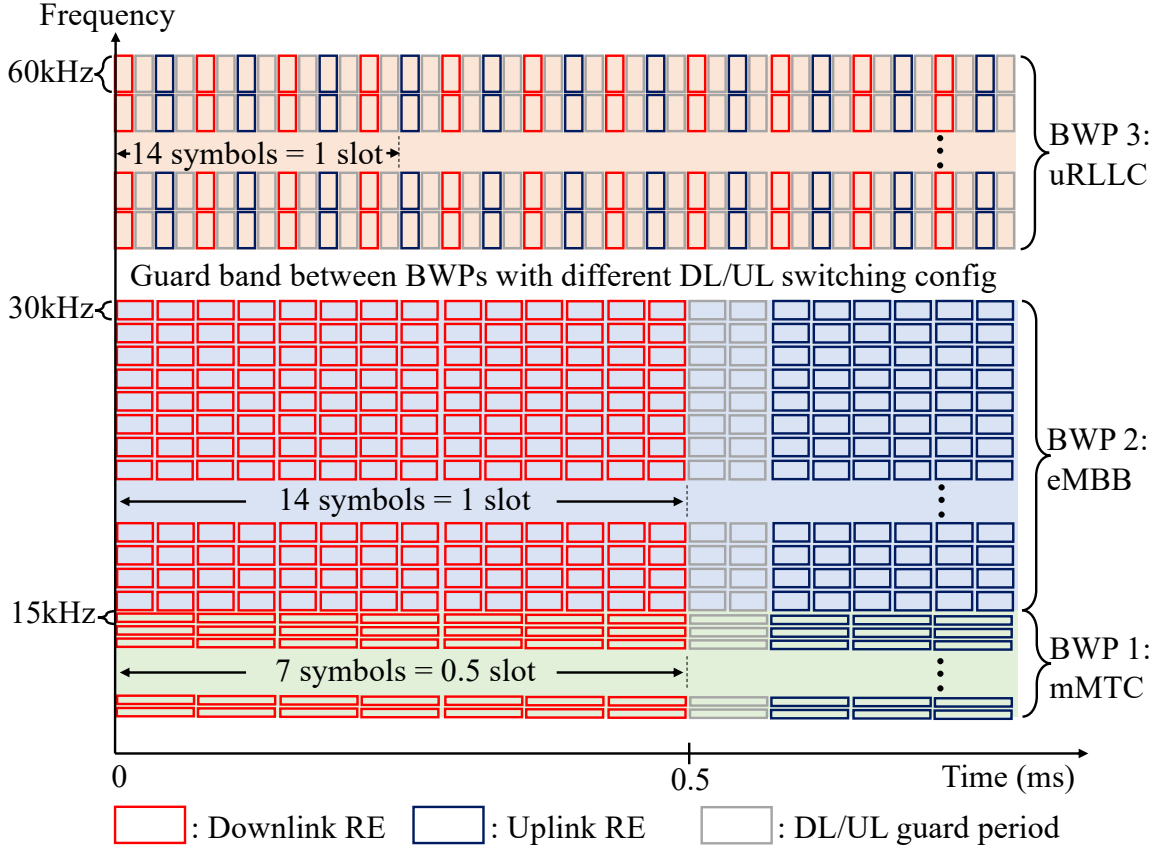 Frequency
60kHz
14 symbols = 1 slot
BWP 3:
uRLLC
Guard band between BWPs with different DL/UL switching config
30kHz
14 symbols = 1 slot
BWP 2:
eMBB
15kHz
7 symbols = 0.5 slot
BWP 1:
mMTC
0
0.5
Time (ms)
: Downlink RE
: Uplink RE
: DL/UL guard period